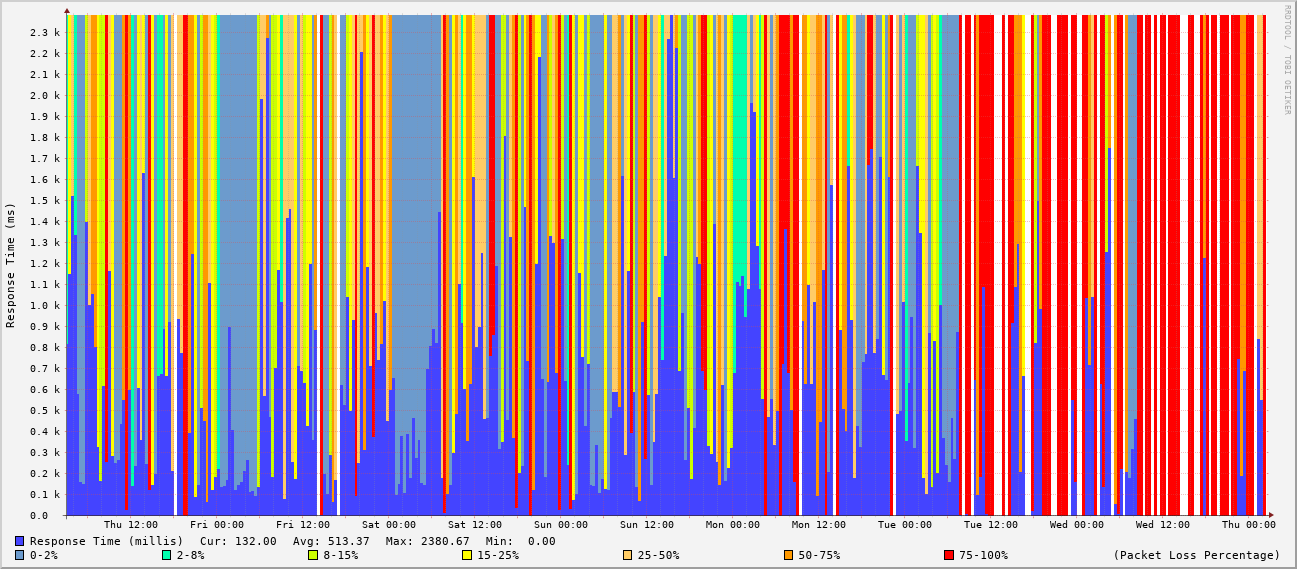 RRDTOOL / TOBI OETIKER
Response Time (ms)
2.3 k
2.2 k
2.1 k
2.0 k
1.9 k
1.8 k
1.7 k
1.6 k
1.5 k
1.4 k
1.3 k
1.2 k
1.1 k
1.0 k
0.9 k
0.8 k
0.7 k
0.6 k
0.5 k
0.4 k
0.3 k
0.2 k
0.1 k
0.0
Thu 12:00 Fri 00:00 Fri 12:00 Sat 00:00 Sat 12:00 Sun 00:00 Sun 12:00 Mon 00:00 Mon 12:00 Tue 00:00 Tue 12:00 Wed 00:00 Wed 12:00 Thu 00:00
Response Time (millis) Cur: 132.00 Avg: 513.37 Max: 2380.67 Min: 0.00
0-2% 2-8% 8-15% 15-25% 25-50% 50-75% 75-100% (Packet Loss Percentage)